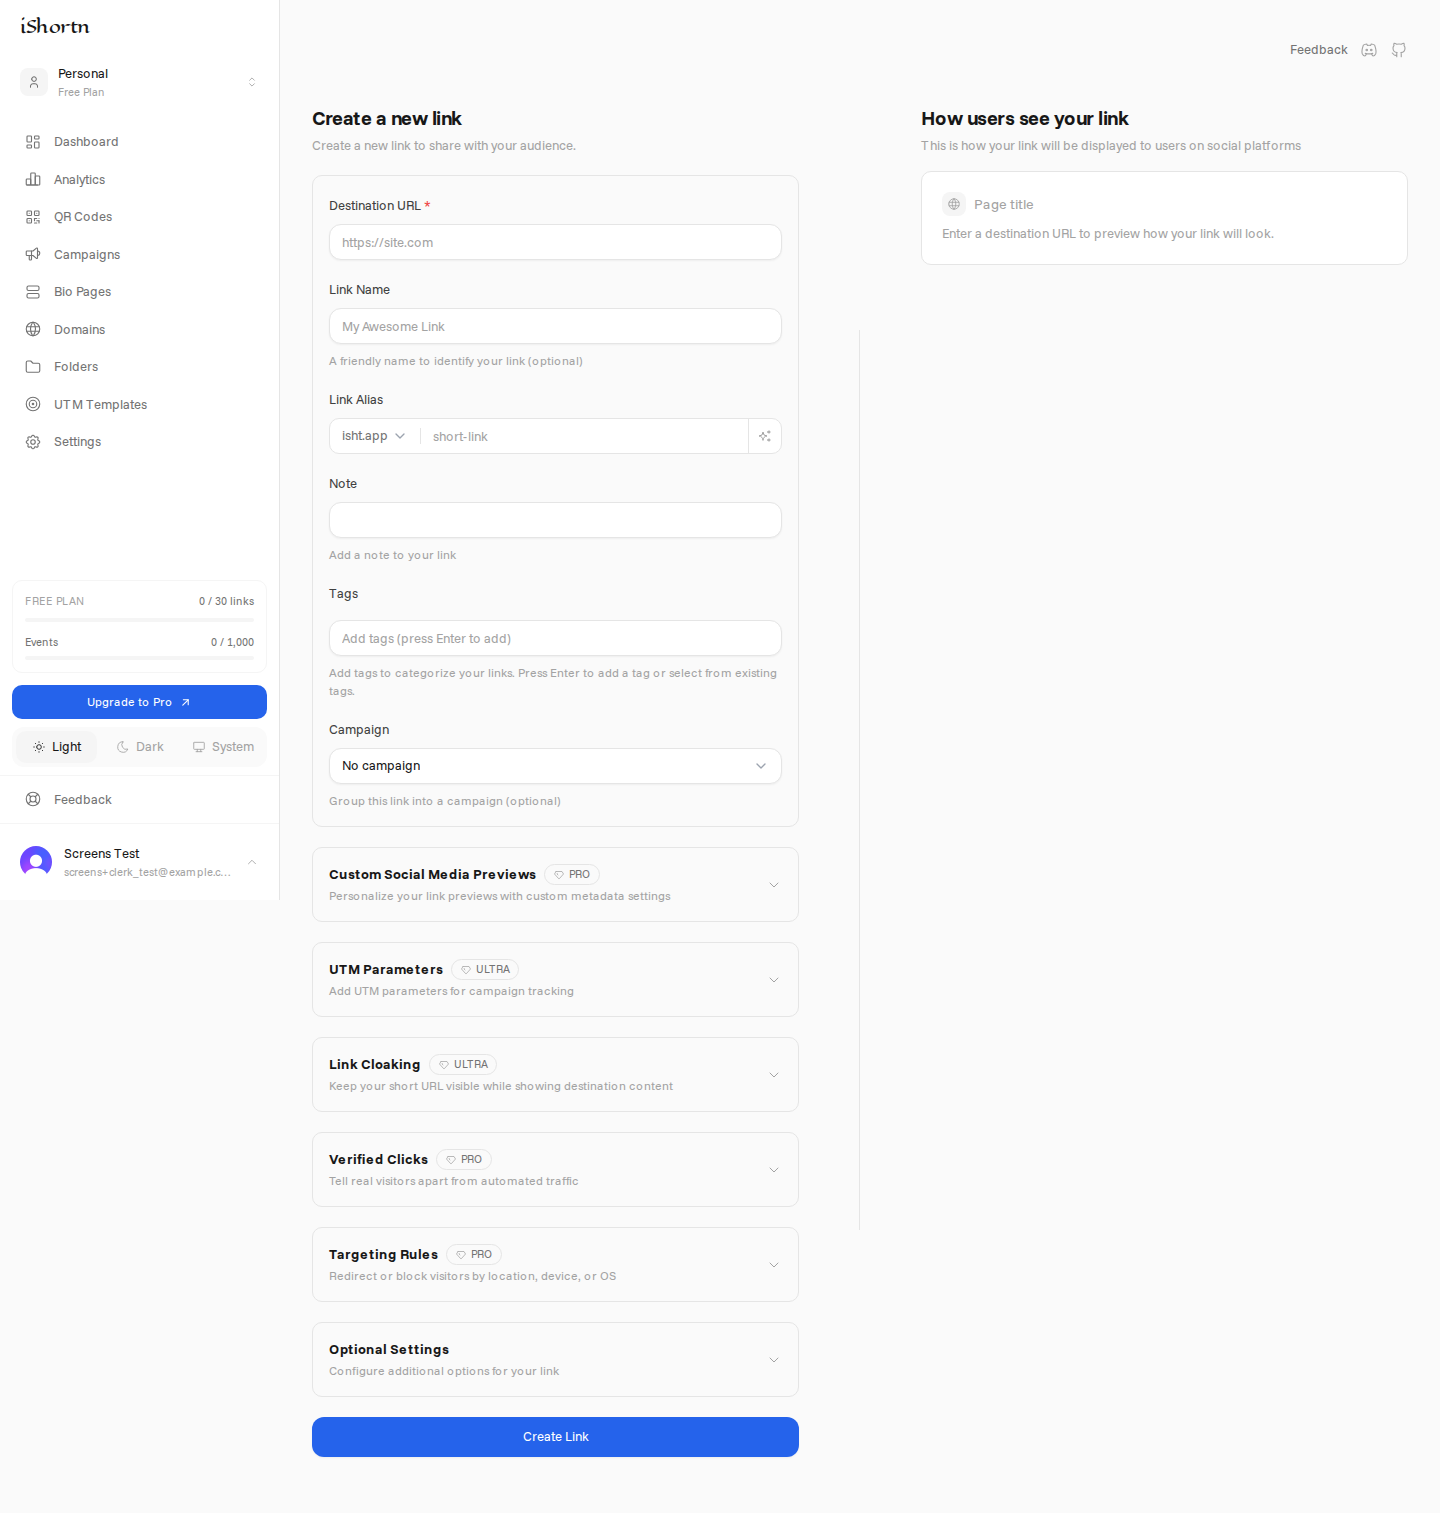 iShortn
Personal
Free Plan
Dashboard
Analytics
QR Codes
Campaigns
Bio Pages
Domains
Folders
UTM Templates
Settings
FREE PLAN
0 / 30 links
Events
0 / 1,000
Upgrade to Pro
Light
Dark
System
Feedback
Screens Test
screens+clerk_test@example.c...
Feedback
Create a new link
Create a new link to share with your audience.
Destination URL *
https://site.com
Link Name
My Awesome Link
A friendly name to identify your link (optional)
Link Alias
isht.app
short-link
Note
Add a note to your link
Tags
Add tags (press Enter to add)
Add tags to categorize your links. Press Enter to add a tag or select from existing
tags.
Campaign
No campaign
Group this link into a campaign (optional)
Custom Social Media Previews
PRO
Personalize your link previews with custom metadata settings
UTM Parameters
ULTRA
Add UTM parameters for campaign tracking
Link Cloaking
ULTRA
Keep your short URL visible while showing destination content
Verified Clicks
PRO
Tell real visitors apart from automated traffic
Targeting Rules
PRO
Redirect or block visitors by location, device, or OS
Optional Settings
Configure additional options for your link
Create Link
How users see your link
This is how your link will be displayed to users on social platforms
Page title
Enter a destination URL to preview how your link will look.